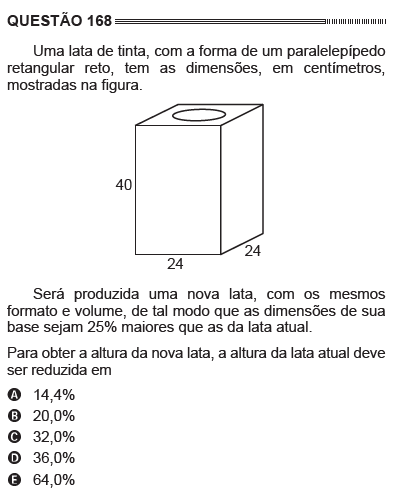 QUESTÃO 168
Uma lata de tinta, com a forma de um paralelepípedo
retangular reto, tem as dimensões, em centímetros,
mostradas na figura.
40
24
24
Será produzida uma nova lata, com os mesmos
formato e volume, de tal modo que as dimensões de sua
base sejam 25% maiores que as da lata atual.
Para obter a altura da nova lata, a altura da lata atual deve
ser reduzida em
A 14,4%
B 20,0%
C 32,0%
D 36,0%
E 64,0%